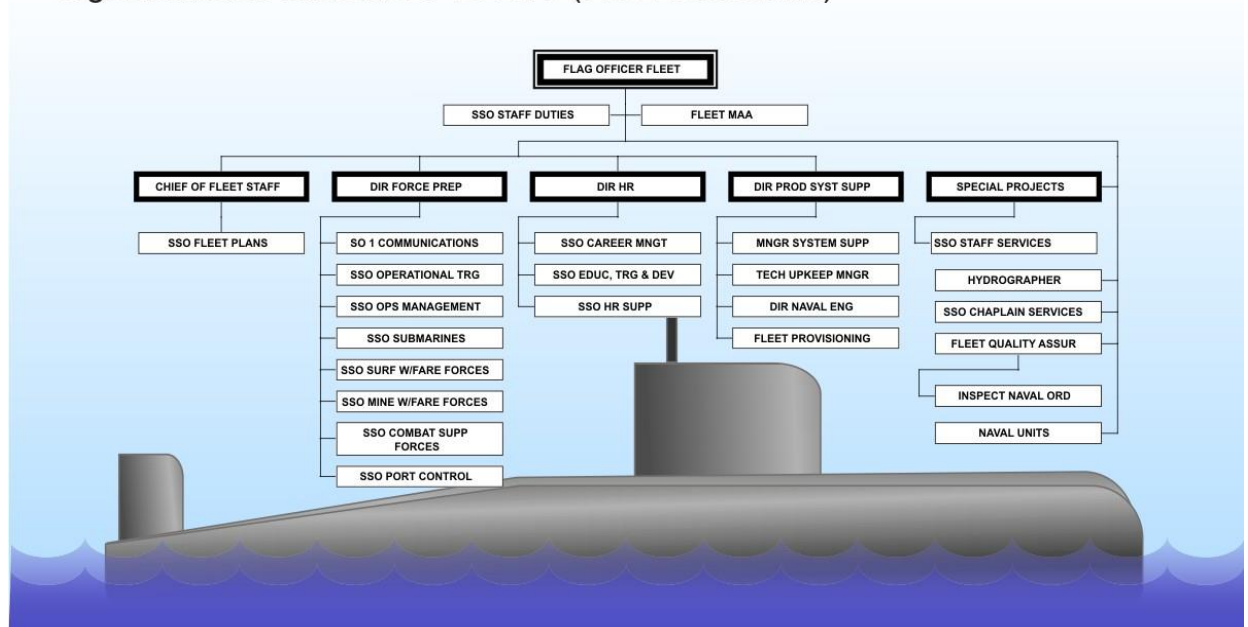 FLAG OFFICER FLEET
SSO STAFF DUTIES
FLEET MAA
CHIEF OF FLEET STAFF
DIR FORCE PREP
DIR HR
DIR PROD SYST SUPP
SPECIAL PROJECTS
SSO FLEET PLANS
SO 1 COMMUNICATIONS
SSO OPERATIONAL TRG
SSO OPS MANAGEMENT
SSO SUBMARINES
SSO SURF W/FARE FORCES
SSO MINE W/FARE FORCES
SSO COMBAT SUPP
FORCES
SSO PORT CONTROL
SSO CAREER MNGT
SSO EDUC, TRG & DEV
SSO HR SUPP
MNGR SYSTEM SUPP
TECH UPKEEP MNGR
DIR NAVAL ENG
FLEET PROVISIONING
SSO STAFF SERVICES
HYDROGRAPHER
SSO CHAPLAIN SERVICES
FLEET QUALITY ASSUR
INSPECT NAVAL ORD
NAVAL UNITS